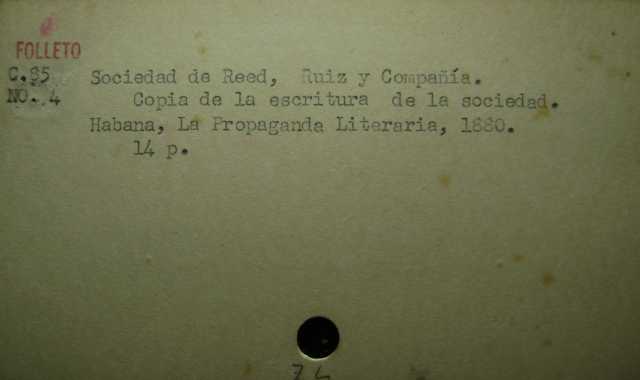 FOLLETO
C.85 Sociedad de Reed, Ruiz y Compañía.
NO. 4 Copia de la escritura de la sociedad.
Habana, La Propaganda Literaria, 1880.
14 p.